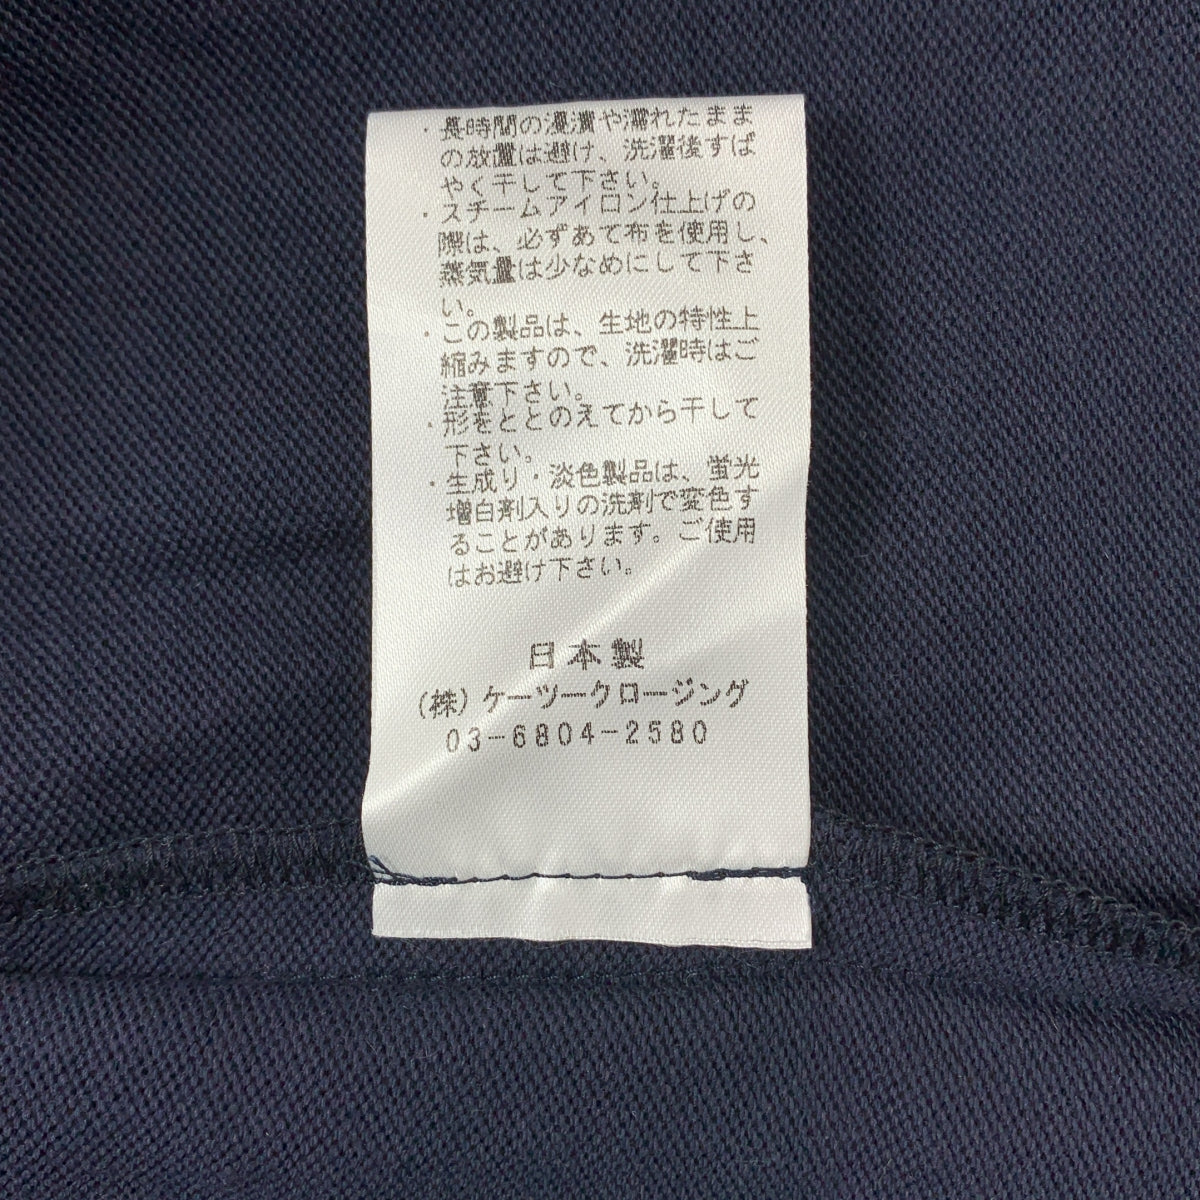 ・長時間の浸漬や濡れたまま
の放置は避け、洗濯後すば
やく干して下さい。
・スチームアイロン仕上げの
際は、必ずあて布を使用し、
蒸気量は少なめにして下さ
い。
・この製品は、生地の特性上
縮みますので、洗濯時はご
注意下さい。
・形をととのえてから干して
下さい。
・生成り・淡色製品は、蛍光
増白剤入りの洗剤で変色す
ることがあります。ご使用
はお避け下さい。
日本製
(株)ケーツークロージング
03-6804-2580